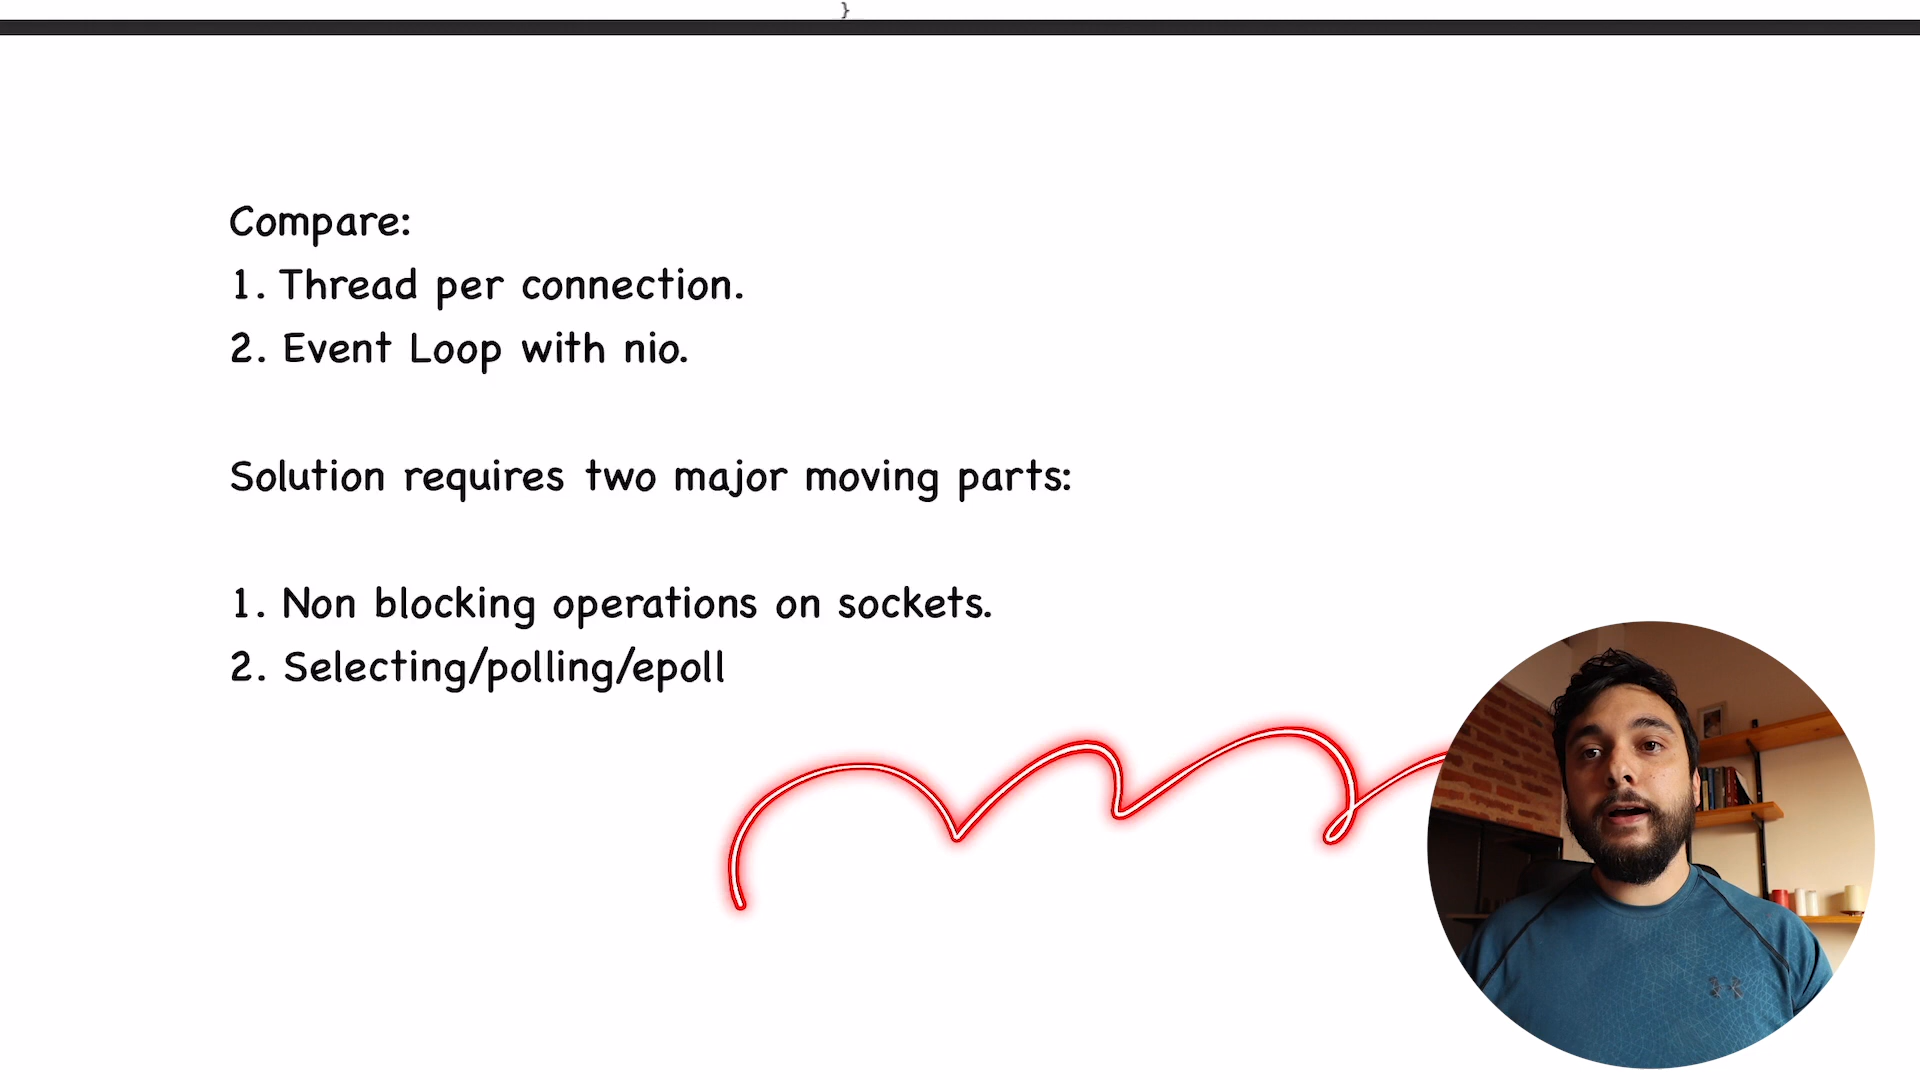 }
Compare:
1. Thread per connection.
2. Event Loop with nio.
Solution requires two major moving parts:
1. Non blocking operations on sockets.
2. Selecting/polling/epoll